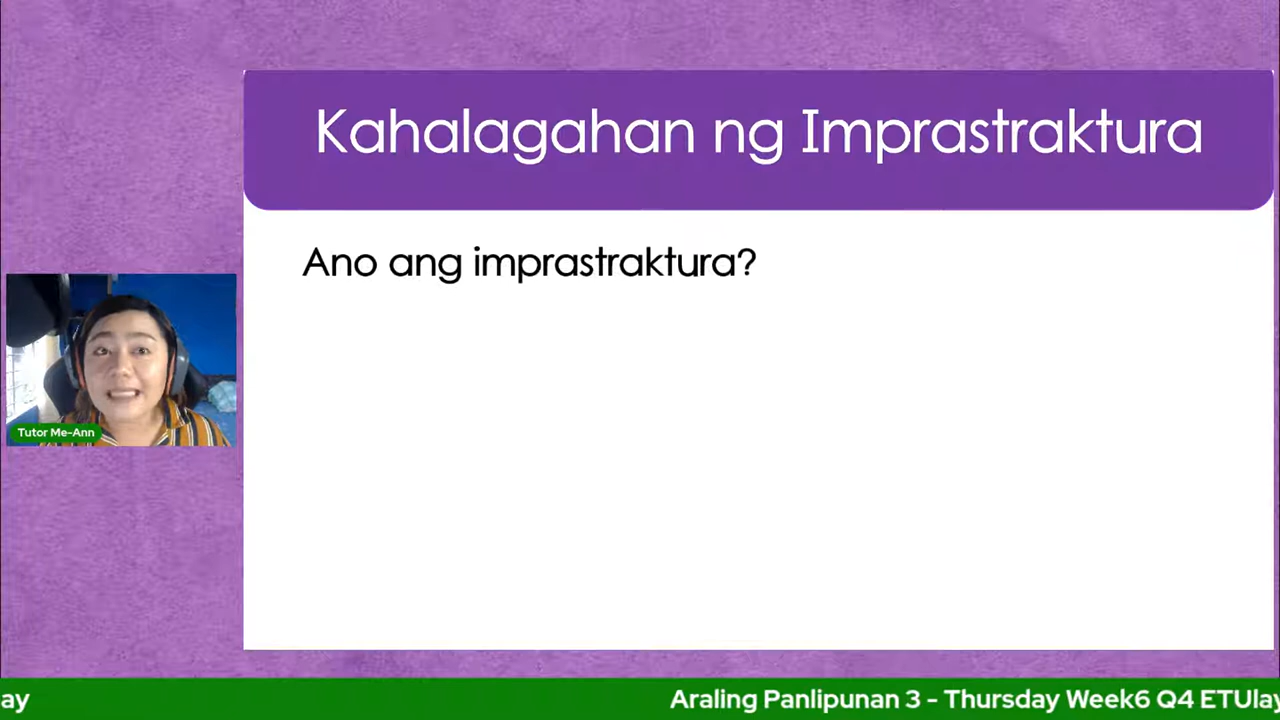 Kahalagahan ng Imprastraktura
Ano ang imprastraktura?
Tutor Me-Ann
ay
Araling Panlipunan 3 - Thursday Week6 Q4 ETUlay